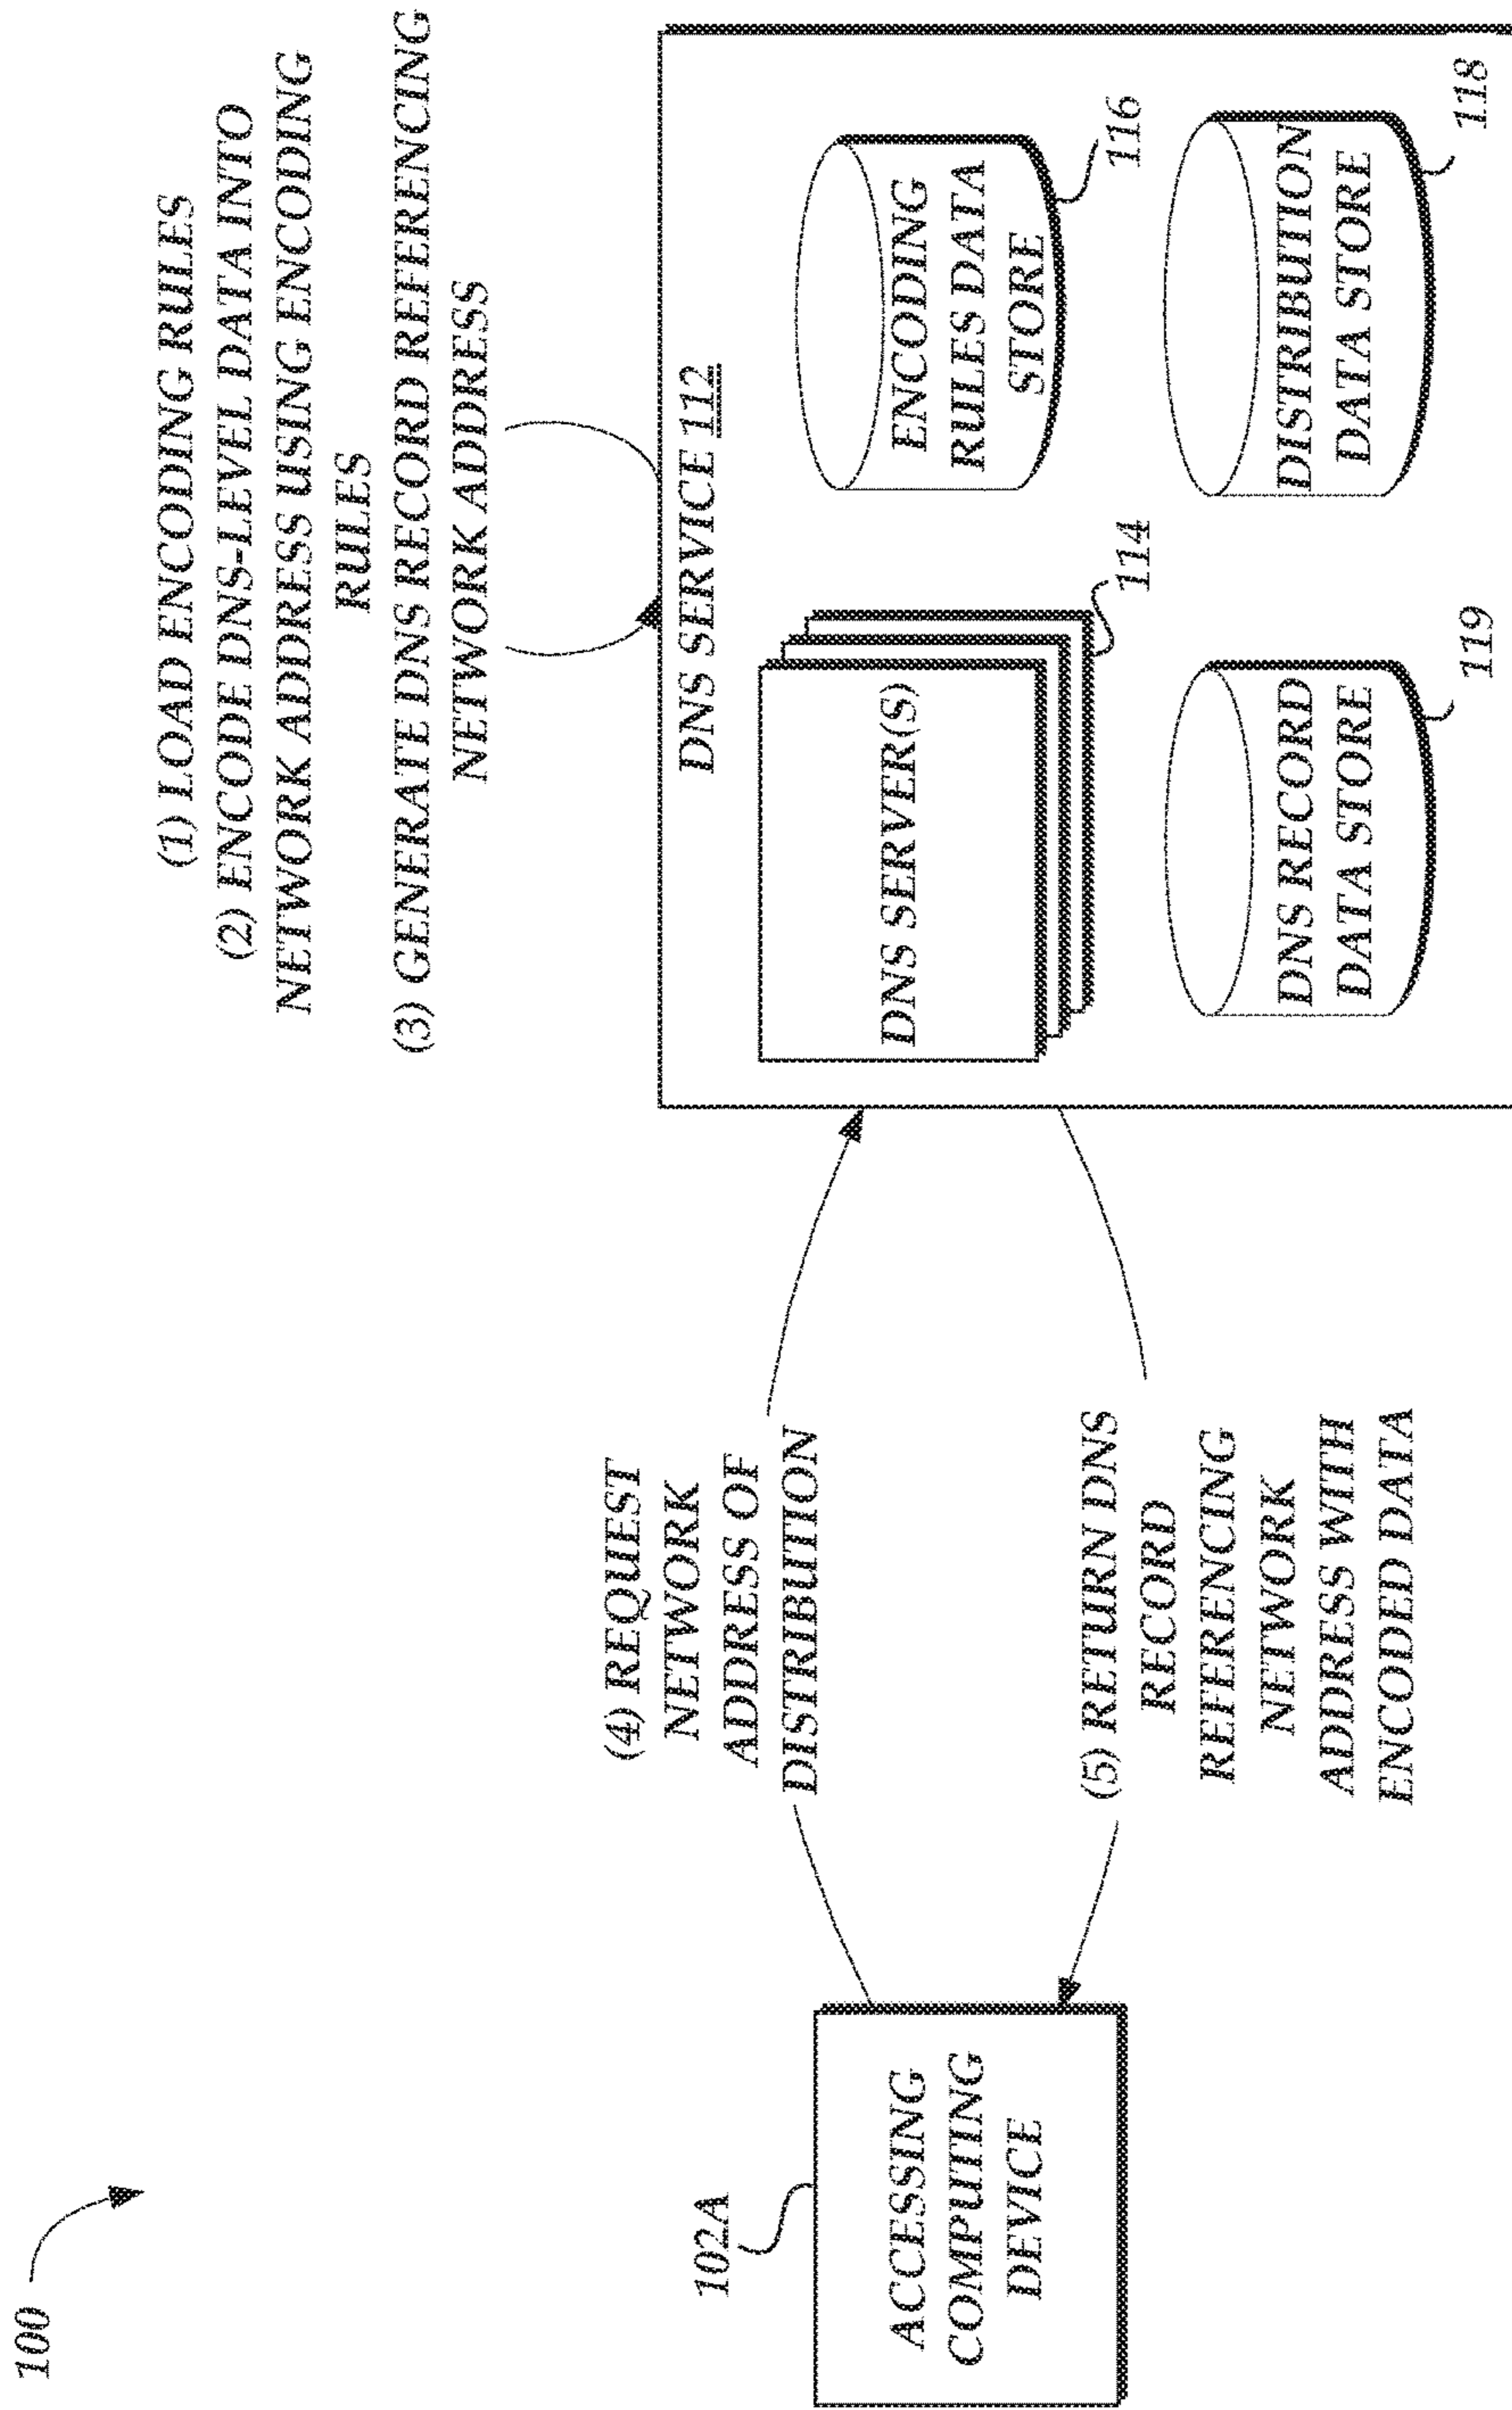 100
(1) LOAD ENCODING RULES
(2) ENCODE DNS-LEVEL DATA INTO
NETWORK ADDRESS USING ENCODING
RULES
(3) GENERATE DNS RECORD REFERENCING
NETWORK ADDRESS
102A
ACCESSING
COMPUTING
DEVICE
(4) REQUEST
NETWORK
ADDRESS OF
DISTRIBUTION
(5) RETURN DNS
RECORD
REFERENCING
NETWORK
ADDRESS WITH
ENCODED DATA
DNS SERVICE 112
DNS SERVER(S)
114
ENCODING
RULES DATA
STORE
116
DNS RECORD
DATA STORE
119
DISTRIBUTION
DATA STORE
118